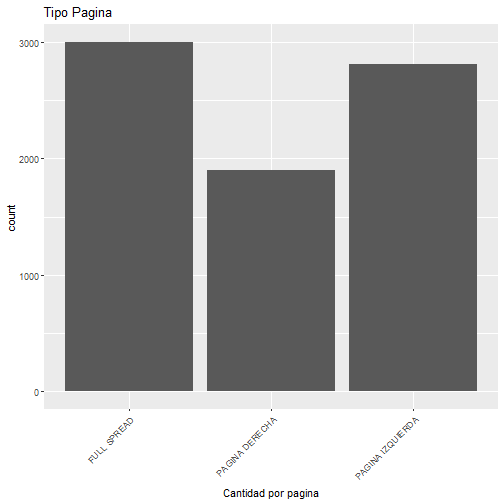 Tipo Pagina
count
3000
2000
1000
0
FULL SPREAD
PAGINA DERECHA
PAGINA IZQUIERDA
Cantidad por pagina